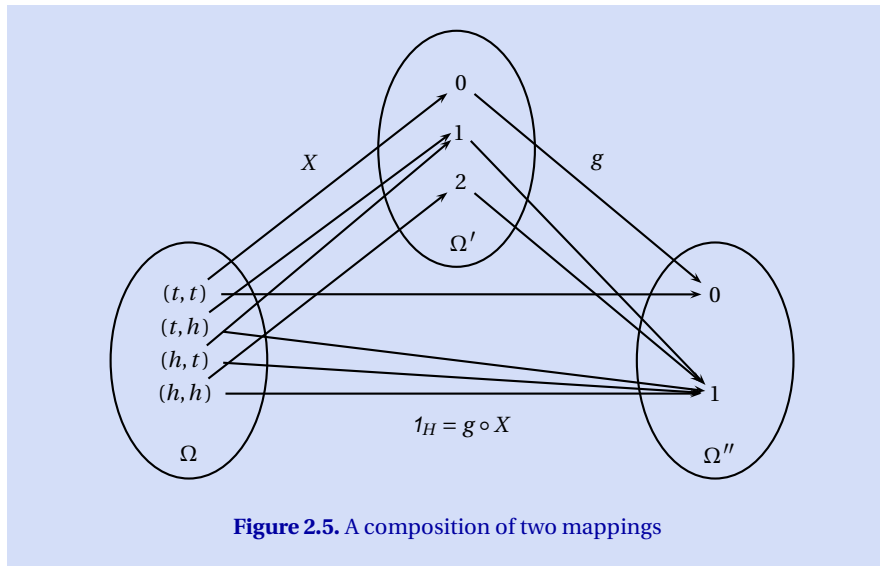 0
1
X
g
2
Ω′
(t, t)
0
(t, h)
(h, t)
(h, h)
1
1_H = g ∘ X
Ω
Ω″
Figure 2.5. A composition of two mappings